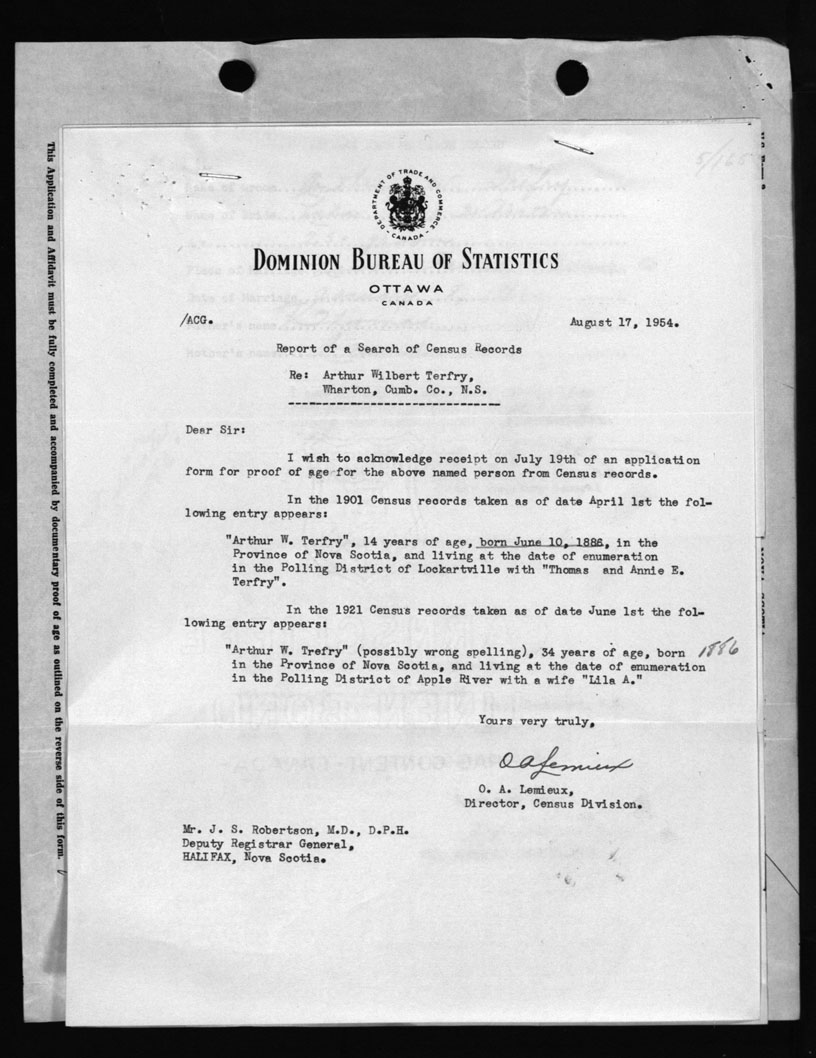 5/165
DEPARTMENT OF TRADE AND COMMERCE
- CANADA -
DOMINION BUREAU OF STATISTICS
OTTAWA
CANADA
/ACG.
August 17, 1954.
Report of a Search of Census Records
Re: Arthur Wilbert Terfry,
Wharton, Cumb. Co., N.S.
Dear Sir:
I wish to acknowledge receipt on July 19th of an application
form for proof of age for the above named person from Census records.
In the 1901 Census records taken as of date April 1st the fol-
lowing entry appears:
"Arthur W. Terfry", 14 years of age, born June 10, 1886, in the
Province of Nova Scotia, and living at the date of enumeration
in the Polling District of Lockartville with "Thomas and Annie E.
Terfry".
In the 1921 Census records taken as of date June 1st the fol-
lowing entry appears:
"Arthur W. Trefry" (possibly wrong spelling), 34 years of age, born 1886
in the Province of Nova Scotia, and living at the date of enumeration
in the Polling District of Apple River with a wife "Lila A."
Yours very truly,
O A Lemieux
O. A. Lemieux,
Director, Census Division.
Mr. J. S. Robertson, M.D., D.P.H.
Deputy Registrar General,
HALIFAX, Nova Scotia.
This Application and Affidavit must be fully completed and accompanied by documentary proof of age as outlined on the reverse side of this form.